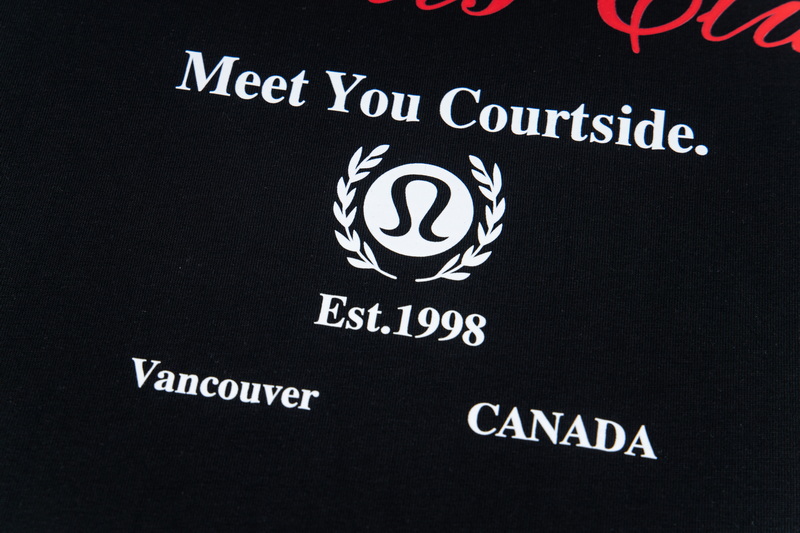 Meet You Courtside.
Est.1998
Vancouver
CANADA